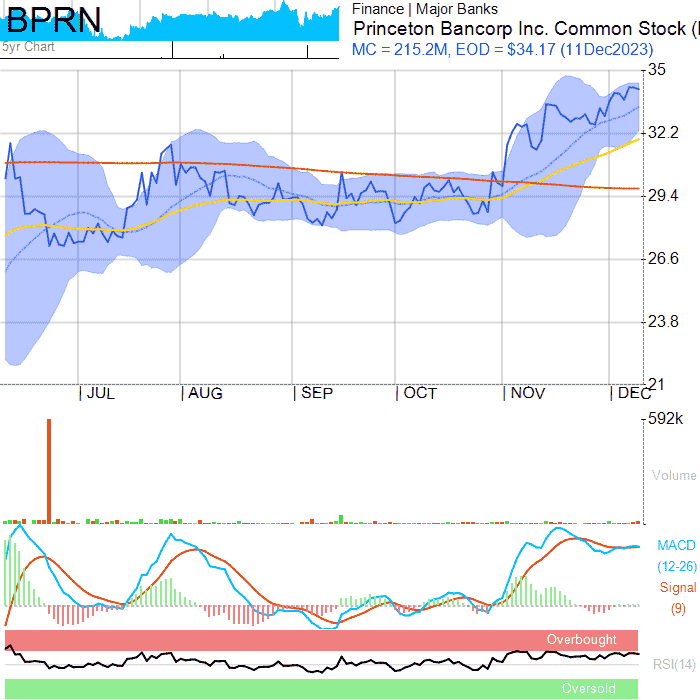 BPRN
5yr Chart
Finance | Major Banks
Princeton Bancorp Inc. Common Stock (
MC = 215.2M, EOD = $34.17 (11Dec2023)
35
32.2
29.4
26.6
23.8
21
JUL
AUG
SEP
OCT
NOV
DEC
592k
Volume
MACD
(12-26)
Signal
(9)
Overbought
RSI(14)
Oversold